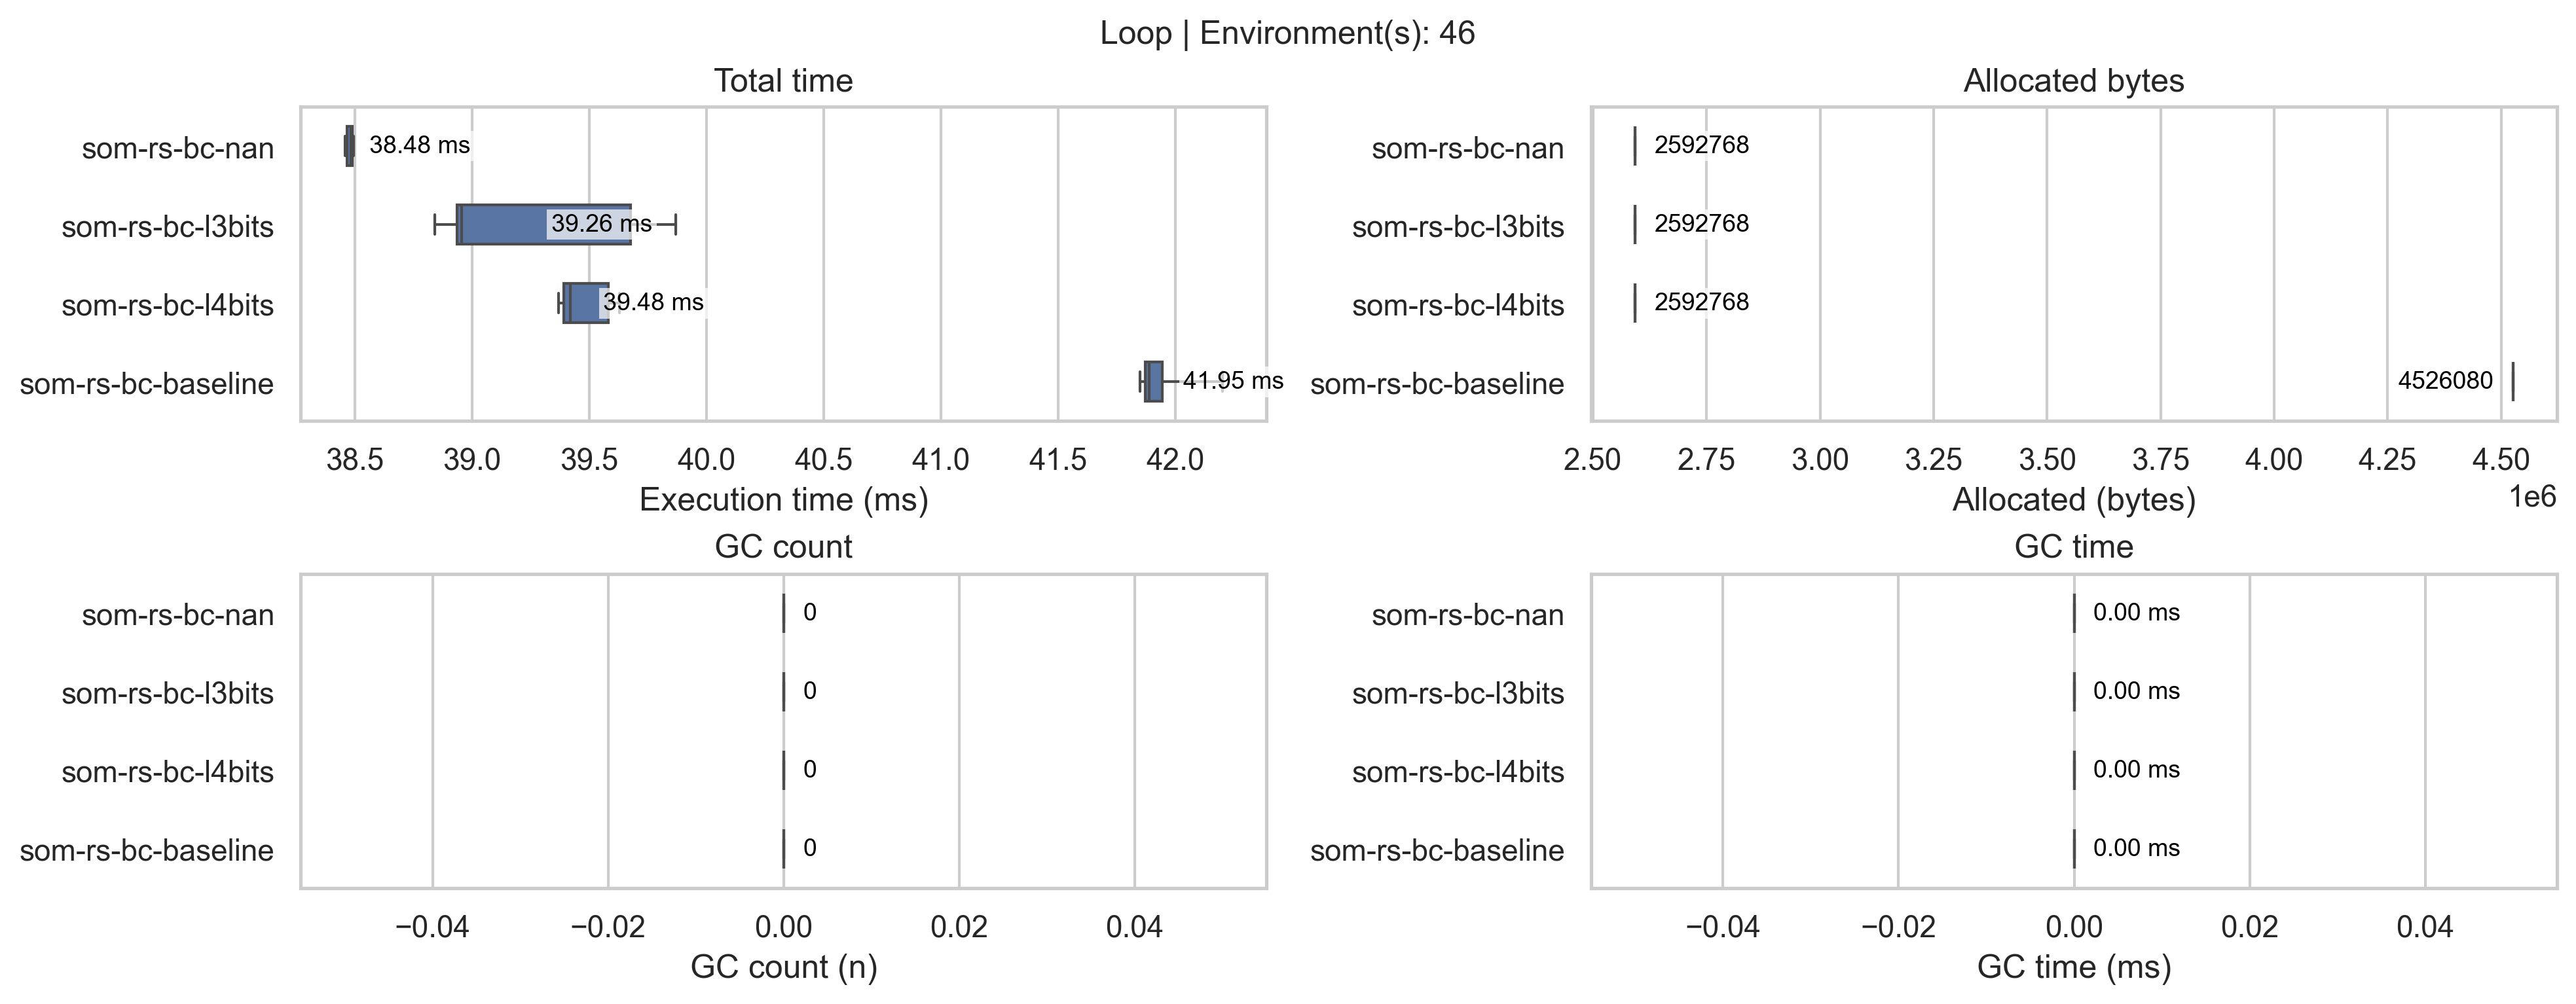 Loop | Environment(s): 46
Total time
som-rs-bc-nan
38.48 ms
som-rs-bc-l3bits
39.26 ms
som-rs-bc-l4bits
39.48 ms
som-rs-bc-baseline
41.95 ms
38.5 39.0 39.5 40.0 40.5 41.0 41.5 42.0
Execution time (ms)
Allocated bytes
som-rs-bc-nan
2592768
som-rs-bc-l3bits
2592768
som-rs-bc-l4bits
2592768
som-rs-bc-baseline
4526080
2.50 2.75 3.00 3.25 3.50 3.75 4.00 4.25 4.50
1e6
Allocated (bytes)
GC count
som-rs-bc-nan
0
som-rs-bc-l3bits
0
som-rs-bc-l4bits
0
som-rs-bc-baseline
0
−0.04 −0.02 0.00 0.02 0.04
GC count (n)
GC time
som-rs-bc-nan
0.00 ms
som-rs-bc-l3bits
0.00 ms
som-rs-bc-l4bits
0.00 ms
som-rs-bc-baseline
0.00 ms
−0.04 −0.02 0.00 0.02 0.04
GC time (ms)